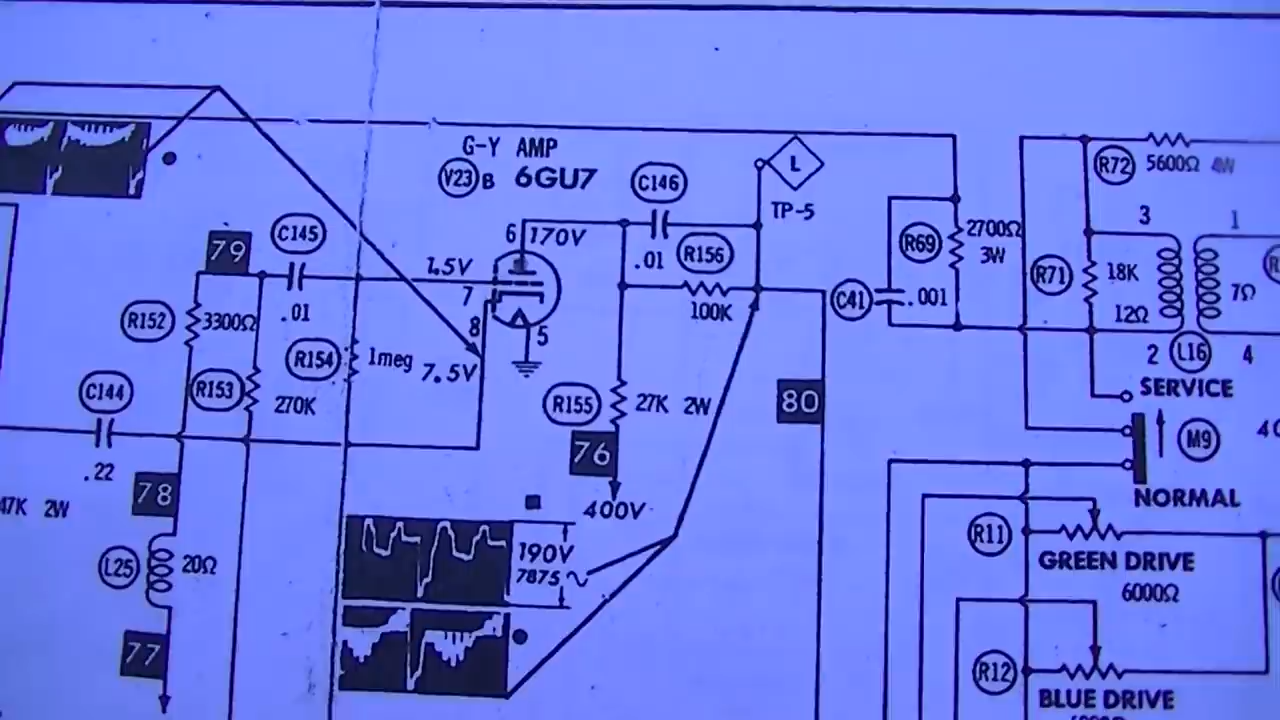 G-Y AMP
V23 B 6GU7
C146
L
TP-5
R72
5600Ω 4W
79
C145
6
170V
.01
R156
R69
2700Ω
3W
3
1
1.5V
7
R71
18K
7Ω
R152
3300Ω
.01
8
5
100K
C41
.001
12Ω
R154
1meg
7.5V
2
L16
4
C144
R153
270K
R155
27K 2W
80
SERVICE
.22
76
M9
47K 2W
78
400V
NORMAL
L25
20Ω
190V
7875
R11
GREEN DRIVE
6000Ω
77
R12
BLUE DRIVE